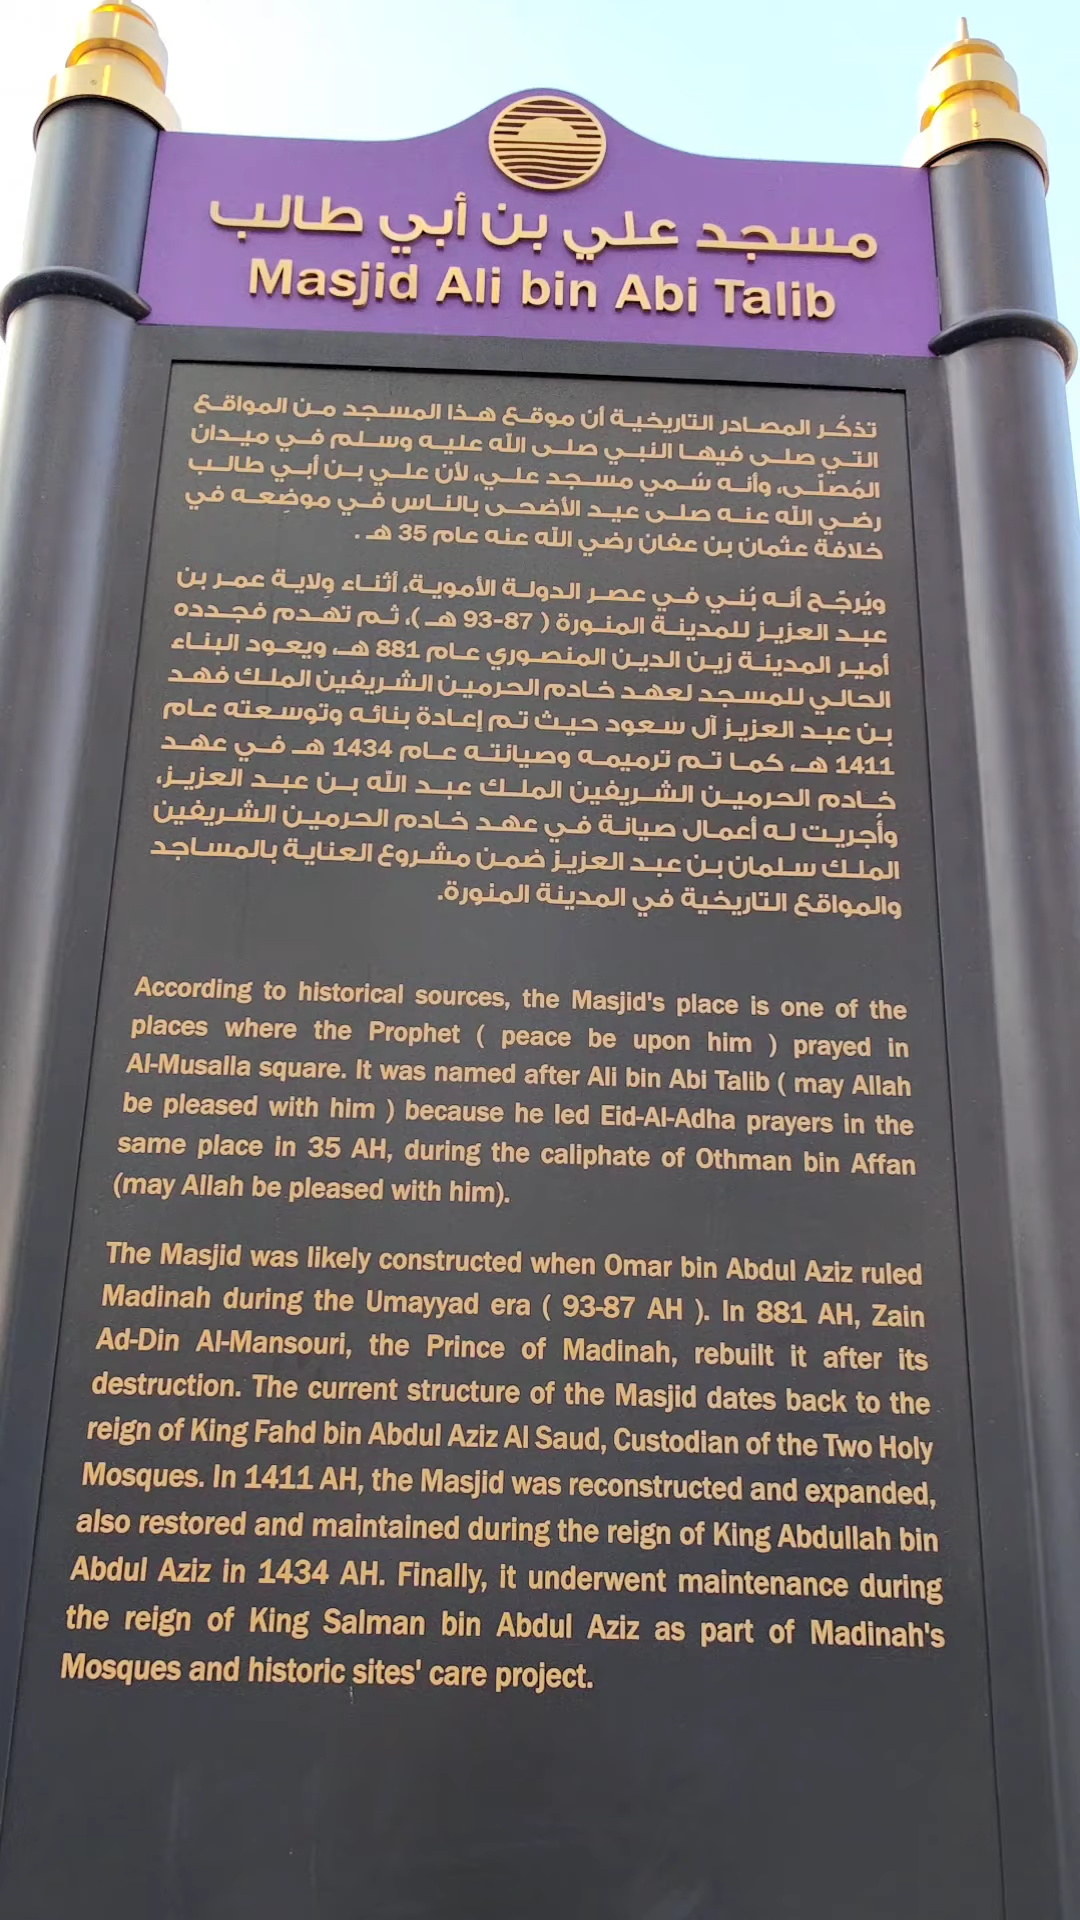 مسجد علي بن أبي طالب
Masjid Ali bin Abi Talib
تذكُر المصادر التاريخية أن موقع هذا المسجد من المواقع
التي صلى فيها النبي صلى الله عليه وسلم في ميدان
المُصلّى، وأنه سُمي مسجد علي، لأن علي بن أبي طالب
رضي الله عنه صلى عيد الأضحى بالناس في موضِعه في
خلافة عثمان بن عفان رضي الله عنه عام 35 هـ .
ويُرجّح أنه بُني في عصر الدولة الأموية، أثناء وِلاية عمر بن
عبد العزيز للمدينة المنورة ( 87-93 هـ )، ثم تهدم فجدده
أمير المدينة زين الدين المنصوري عام 881 هـ، ويعود البناء
الحالي للمسجد لعهد خادم الحرمين الشريفين الملك فهد
بن عبد العزيز آل سعود حيث تم إعادة بنائه وتوسعته عام
1411 هـ، كما تم ترميمه وصيانته عام 1434 هـ في عهد
خادم الحرمين الشريفين الملك عبد الله بن عبد العزيز،
وأُجريت له أعمال صيانة في عهد خادم الحرمين الشريفين
الملك سلمان بن عبد العزيز ضمن مشروع العناية بالمساجد
والمواقع التاريخية في المدينة المنورة.
According to historical sources, the Masjid's place is one of the
places where the Prophet ( peace be upon him ) prayed in
Al-Musalla square. It was named after Ali bin Abi Talib ( may Allah
be pleased with him ) because he led Eid-Al-Adha prayers in the
same place in 35 AH, during the caliphate of Othman bin Affan
(may Allah be pleased with him).
The Masjid was likely constructed when Omar bin Abdul Aziz ruled
Madinah during the Umayyad era ( 93-87 AH ). In 881 AH, Zain
Ad-Din Al-Mansouri, the Prince of Madinah, rebuilt it after its
destruction. The current structure of the Masjid dates back to the
reign of King Fahd bin Abdul Aziz Al Saud, Custodian of the Two Holy
Mosques. In 1411 AH, the Masjid was reconstructed and expanded,
also restored and maintained during the reign of King Abdullah bin
Abdul Aziz in 1434 AH. Finally, it underwent maintenance during
the reign of King Salman bin Abdul Aziz as part of Madinah's
Mosques and historic sites' care project.